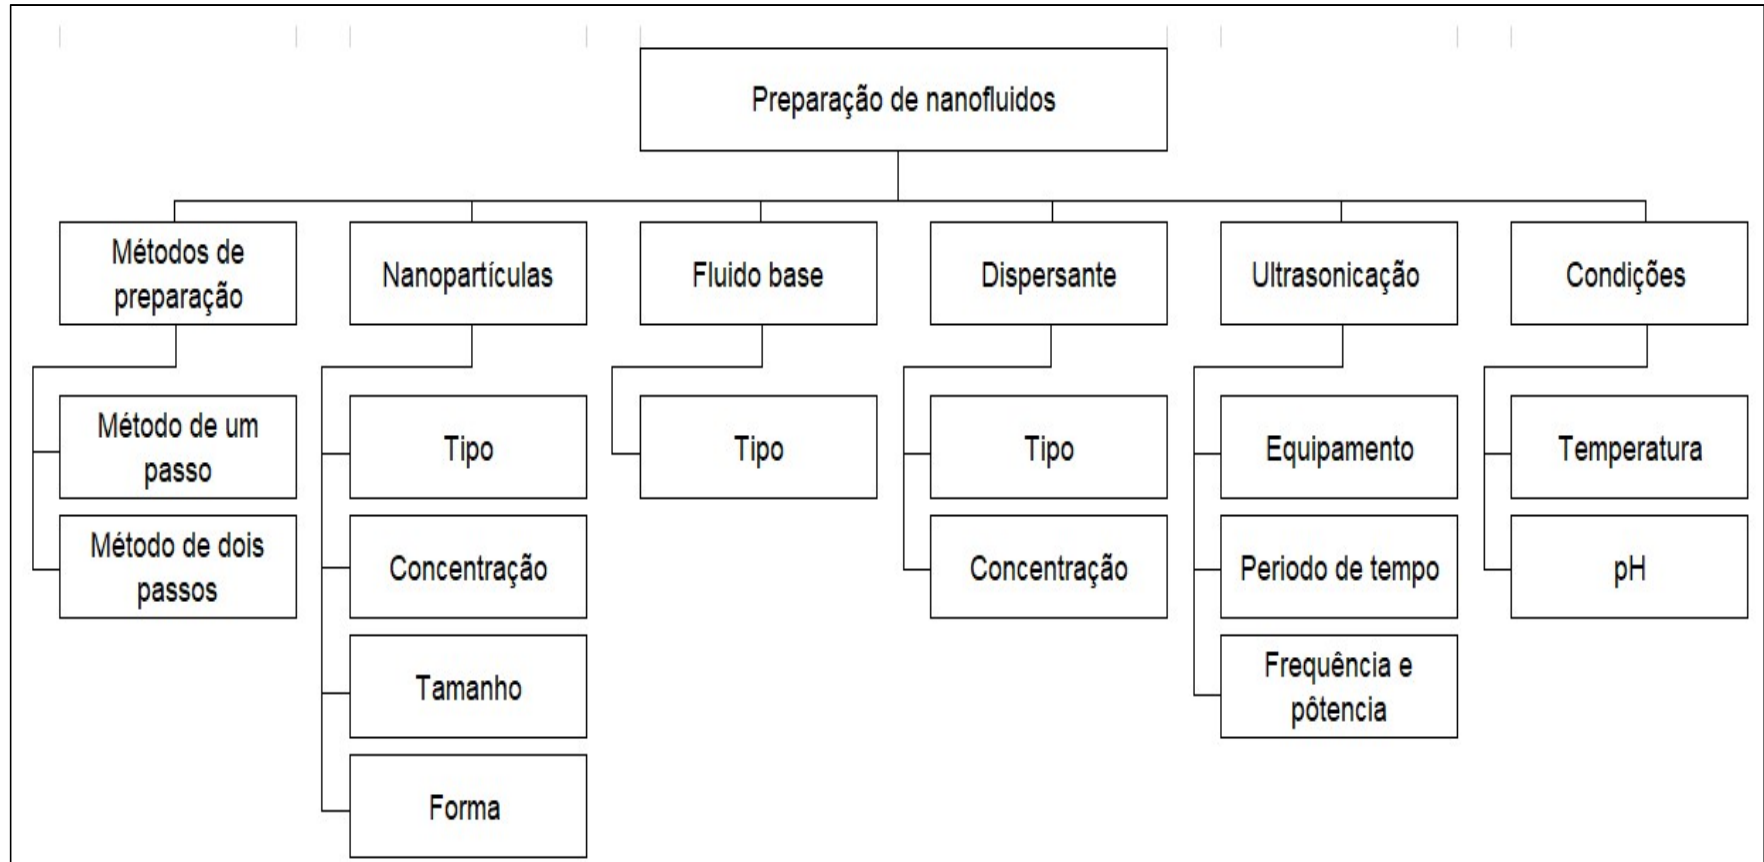 Preparação de nanofluidos
Métodos de
preparação
Nanopartículas
Fluido base
Dispersante
Ultrasonicação
Condições
Método de um
passo
Tipo
Tipo
Tipo
Equipamento
Temperatura
Método de dois
passos
Concentração
Concentração
Periodo de tempo
pH
Tamanho
Frequência e
pôtencia
Forma